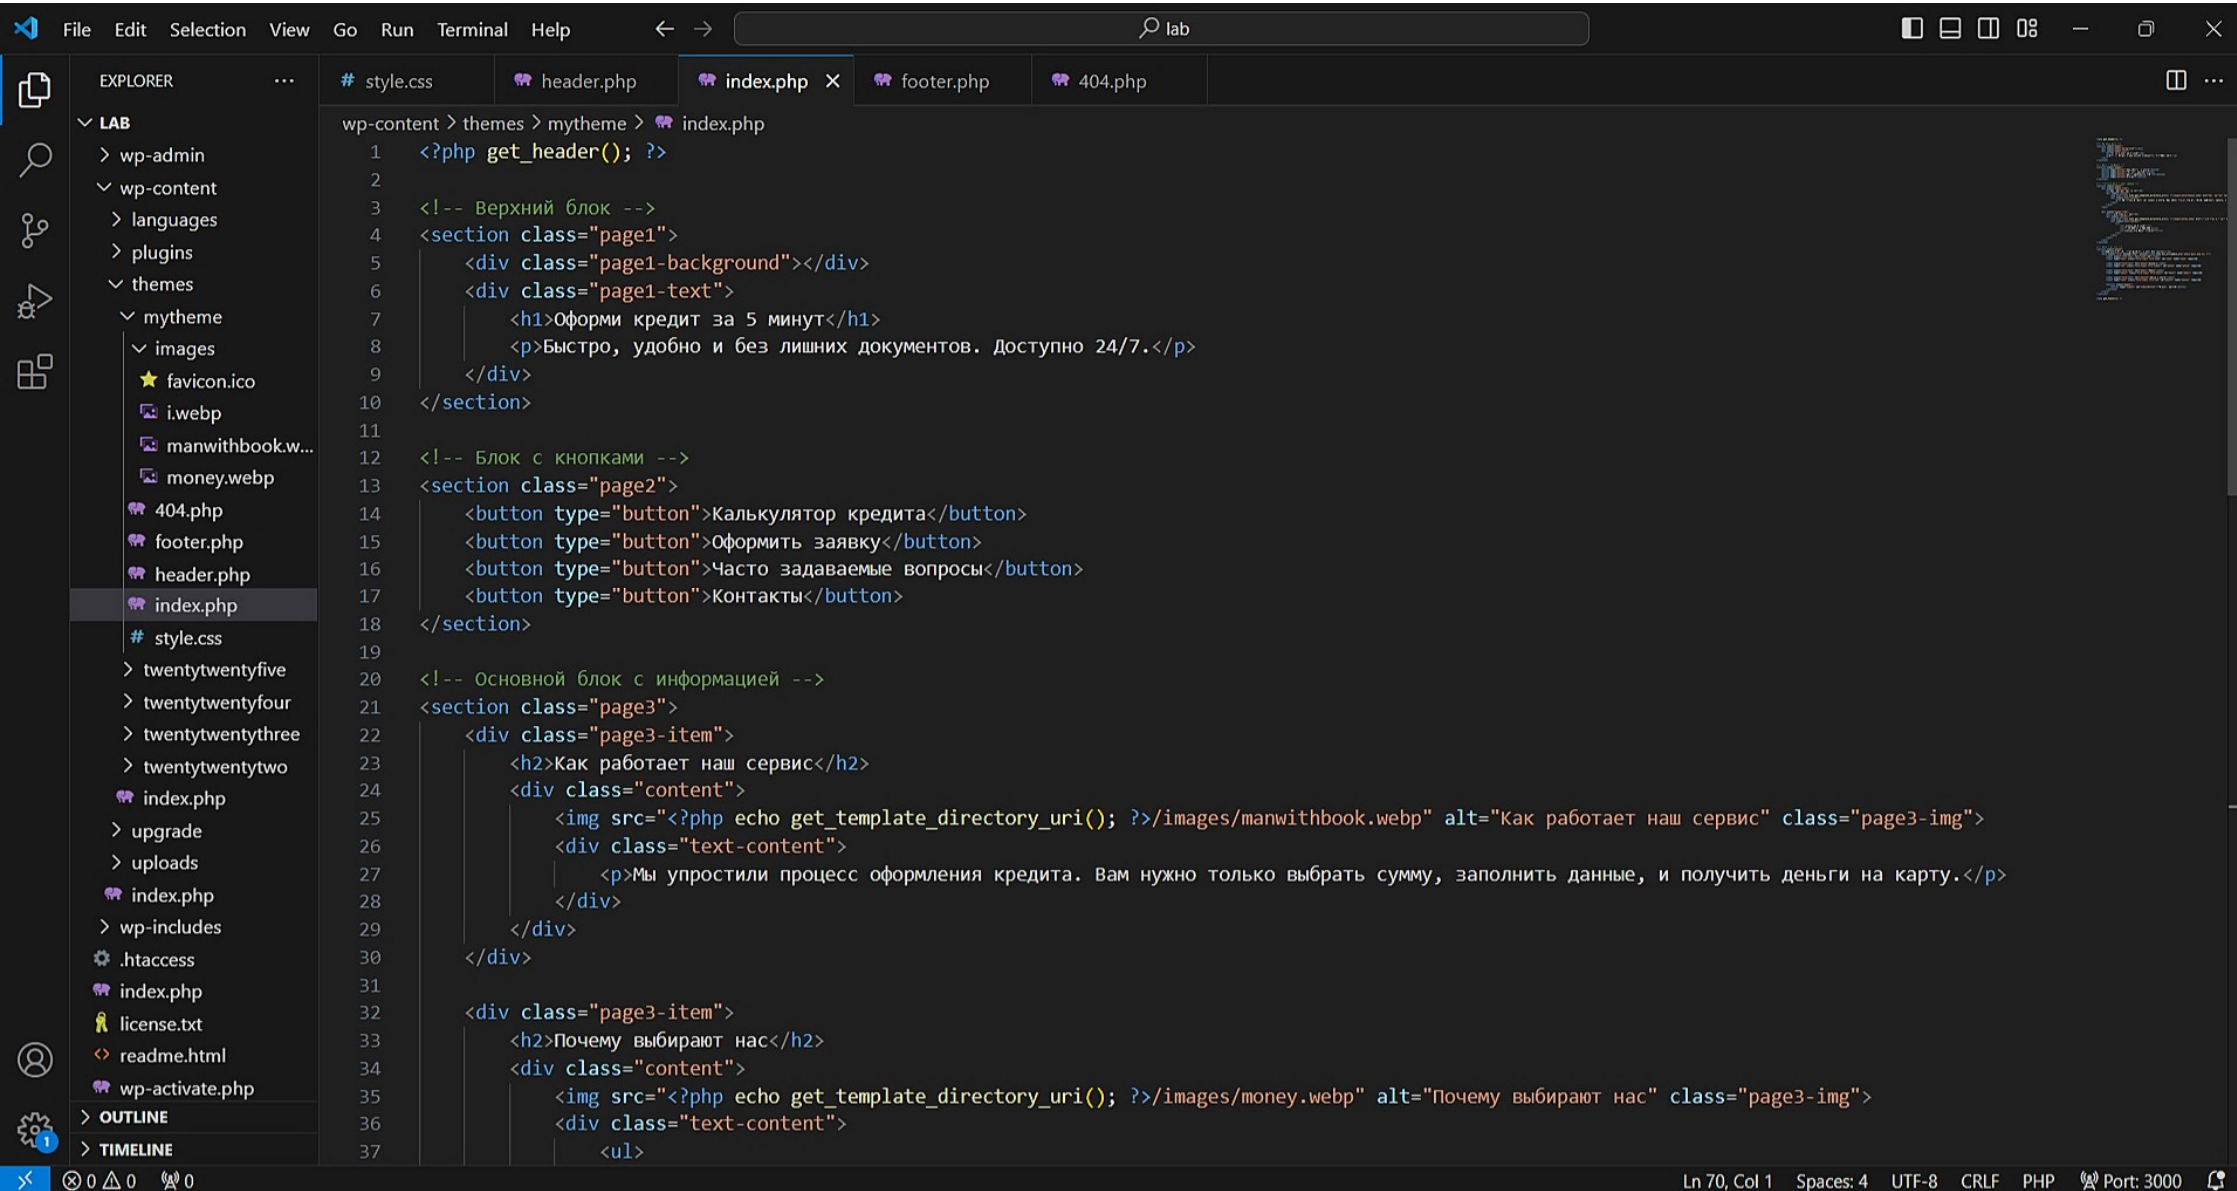 File Edit Selection View Go Run Terminal Help
lab
EXPLORER
LAB
wp-admin
wp-content
languages
plugins
themes
mytheme
images
favicon.ico
i.webp
manwithbook.w...
money.webp
404.php
footer.php
header.php
index.php
# style.css
twentytwentyfive
twentytwentyfour
twentytwentythree
twentytwentytwo
index.php
upgrade
uploads
index.php
wp-includes
.htaccess
index.php
license.txt
readme.html
wp-activate.php
OUTLINE
TIMELINE
# style.css header.php index.php footer.php 404.php
wp-content > themes > mytheme > index.php
1 <?php get_header(); ?>
2
3 <!-- Верхний блок -->
4 <section class="page1">
5 <div class="page1-background"></div>
6 <div class="page1-text">
7 <h1>Оформи кредит за 5 минут</h1>
8 <p>Быстро, удобно и без лишних документов. Доступно 24/7.</p>
9 </div>
10 </section>
11
12 <!-- Блок с кнопками -->
13 <section class="page2">
14 <button type="button">Калькулятор кредита</button>
15 <button type="button">Оформить заявку</button>
16 <button type="button">Часто задаваемые вопросы</button>
17 <button type="button">Контакты</button>
18 </section>
19
20 <!-- Основной блок с информацией -->
21 <section class="page3">
22 <div class="page3-item">
23 <h2>Как работает наш сервис</h2>
24 <div class="content">
25 <img src="<?php echo get_template_directory_uri(); ?>/images/manwithbook.webp" alt="Как работает наш сервис" class="page3-img">
26 <div class="text-content">
27 <p>Мы упростили процесс оформления кредита. Вам нужно только выбрать сумму, заполнить данные, и получить деньги на карту.</p>
28 </div>
29 </div>
30 </div>
31
32 <div class="page3-item">
33 <h2>Почему выбирают нас</h2>
34 <div class="content">
35 <img src="<?php echo get_template_directory_uri(); ?>/images/money.webp" alt="Почему выбирают нас" class="page3-img">
36 <div class="text-content">
37 <ul>
1
0 0 0
Ln 70, Col 1 Spaces: 4 UTF-8 CRLF PHP Port: 3000